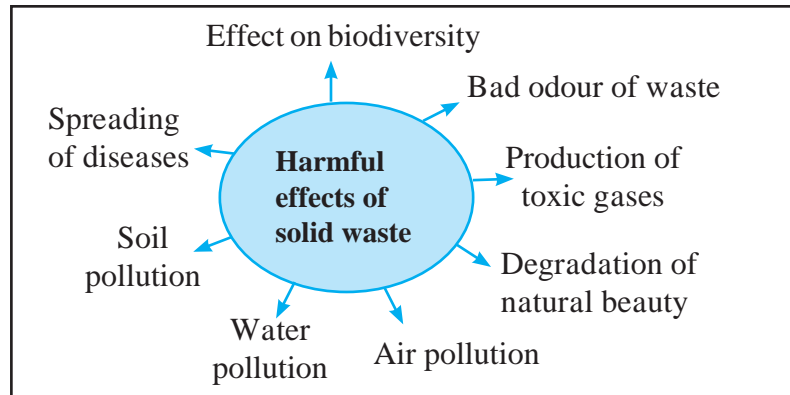 Effect on biodiversity
Bad odour of waste
Production of
toxic gases
Degradation of
natural beauty
Air pollution
Water
pollution
Soil
pollution
Spreading
of diseases
Harmful
effects of
solid waste